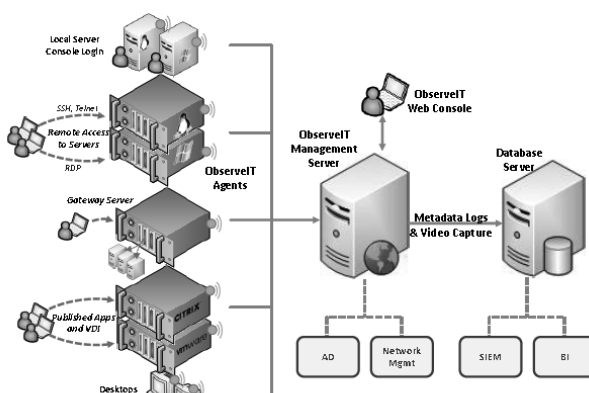 Local Server
Console Login
SSH, Telnet
Remote Access
to Servers
RDP
ObserveIT
Agents
Gateway Server
Published Apps
and VDI
CITRIX
vmware
Desktops
ObserveIT
Web Console
ObserveIT
Management
Server
Database
Server
Metadata Logs
& Video Capture
AD
Network
Mgmt
SIEM
BI